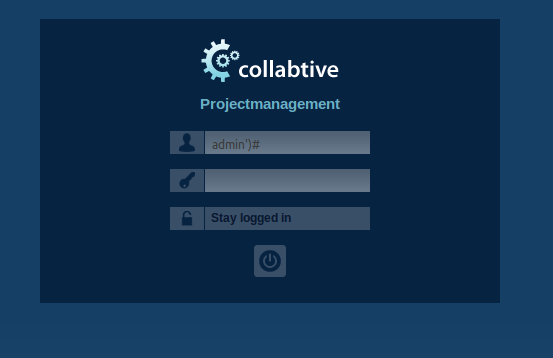 collabtive
Projectmanagement
admin')#
Stay logged in